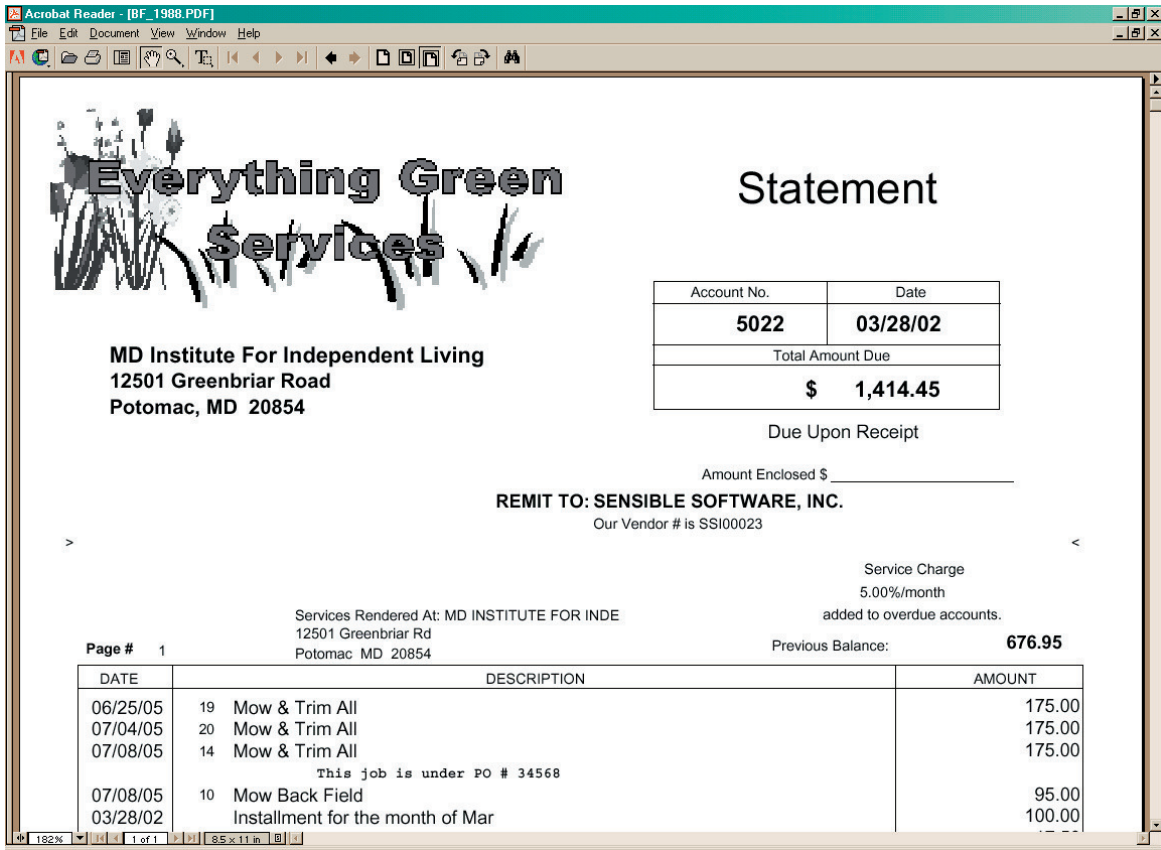 Acrobat Reader - [BF_1988.PDF]
File Edit Document View Window Help
Everything Green
Services
Statement
Account No. Date
5022 03/28/02
Total Amount Due
$ 1,414.45
MD Institute For Independent Living
12501 Greenbriar Road
Potomac, MD 20854
Due Upon Receipt
Amount Enclosed $
REMIT TO: SENSIBLE SOFTWARE, INC.
Our Vendor # is SSI00023
> <
Service Charge
5.00%/month
added to overdue accounts.
Services Rendered At: MD INSTITUTE FOR INDE
12501 Greenbriar Rd
Potomac MD 20854
Page # 1
Previous Balance: 676.95
DATE DESCRIPTION AMOUNT
06/25/05 19 Mow & Trim All 175.00
07/04/05 20 Mow & Trim All 175.00
07/08/05 14 Mow & Trim All 175.00
This job is under PO # 34568
07/08/05 10 Mow Back Field 95.00
03/28/02 Installment for the month of Mar 100.00
182% 1 of 1 8.5 x 11 in